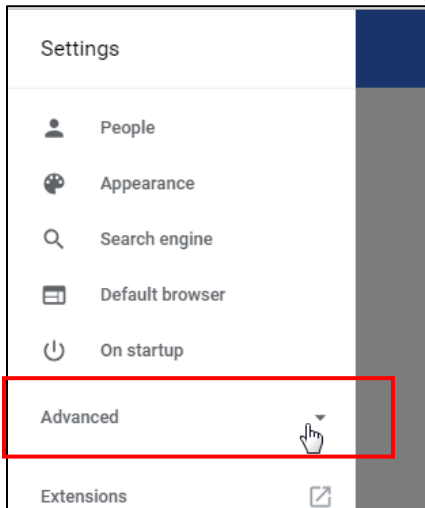 Settings
People
Appearance
Search engine
Default browser
On startup
Advanced
Extensions